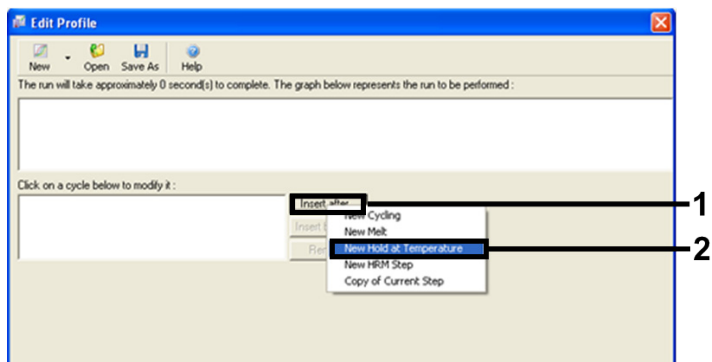 Edit Profile
New Open Save As Help
The run will take approximately 0 second(s) to complete. The graph below represents the run to be performed :
Click on a cycle below to modify it :
Insert after... 1
New Cycling
Insert
New Melt
New Hold at Temperature 2
New HRM Step
Copy of Current Step